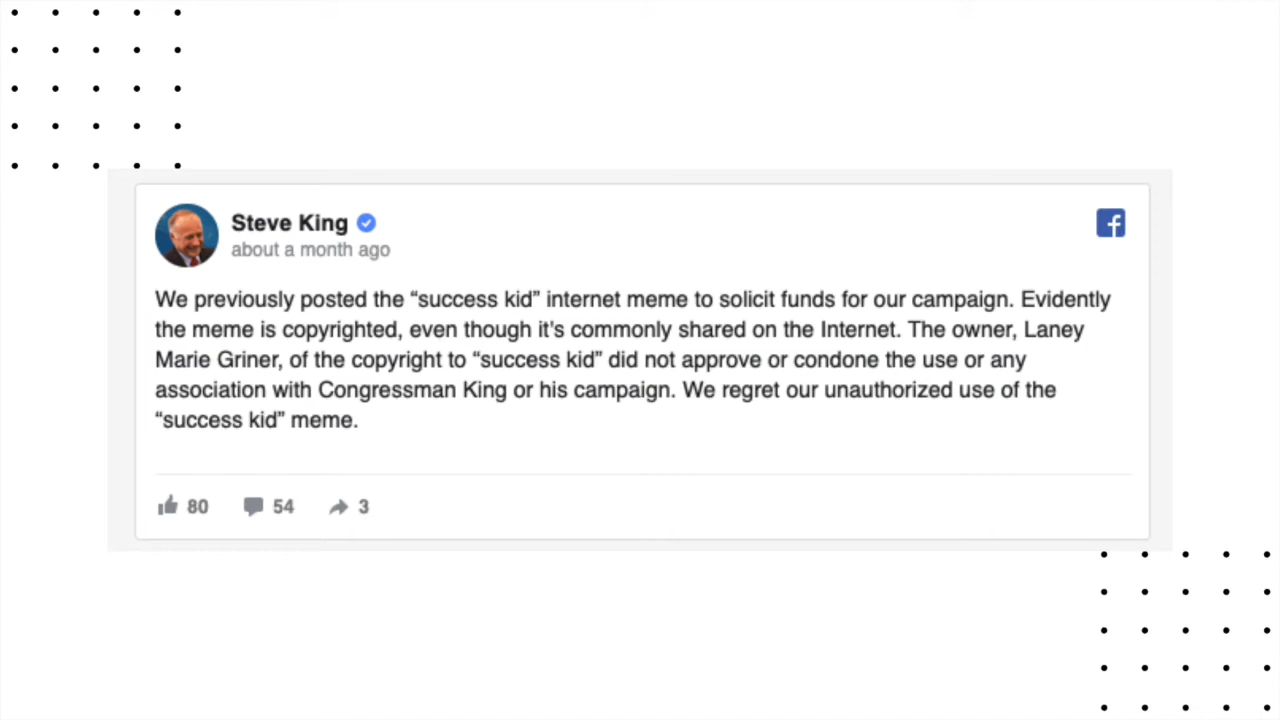 Steve King
about a month ago
We previously posted the “success kid” internet meme to solicit funds for our campaign. Evidently
the meme is copyrighted, even though it's commonly shared on the Internet. The owner, Laney
Marie Griner, of the copyright to “success kid” did not approve or condone the use or any
association with Congressman King or his campaign. We regret our unauthorized use of the
“success kid” meme.
80 54 3